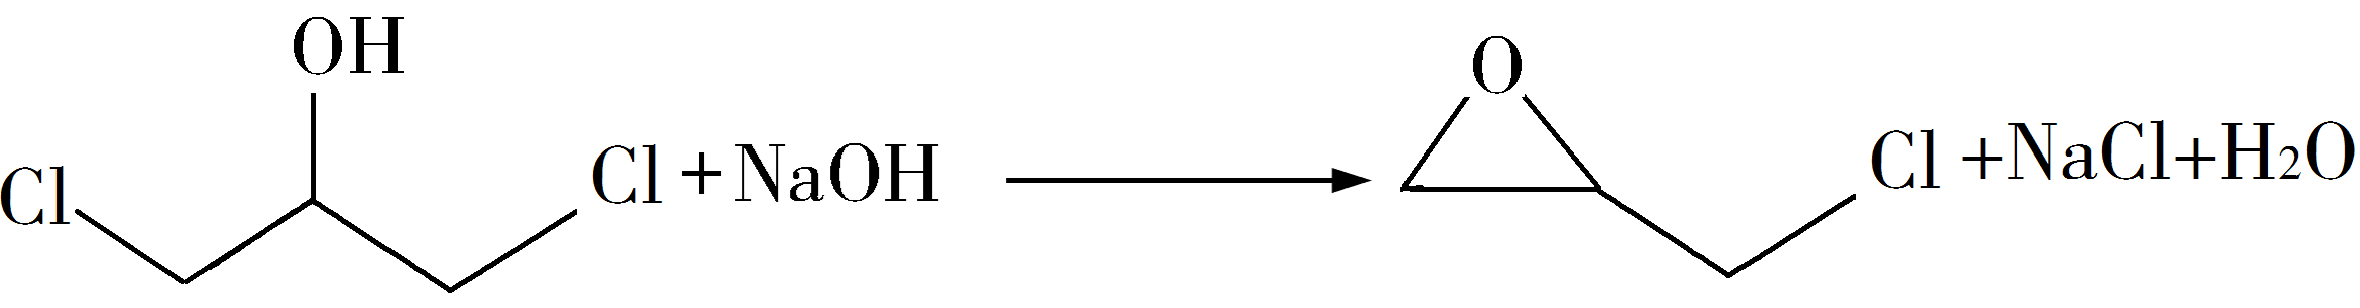 OH
O
Cl Cl +NaOH Cl +NaCl+H2O